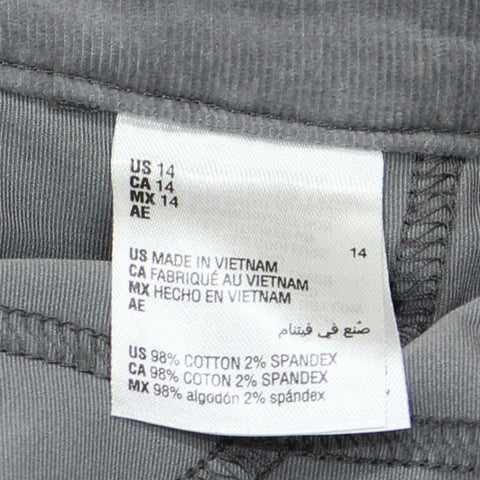 US 14
CA 14
MX 14
AE
14
US MADE IN VIETNAM
CA FABRIQUÉ AU VIETNAM
MX HECHO EN VIETNAM
AE
صُنع في فيتنام
US 98% COTTON 2% SPANDEX
CA 98% COTON 2% SPANDEX
MX 98% algodón 2% spándex